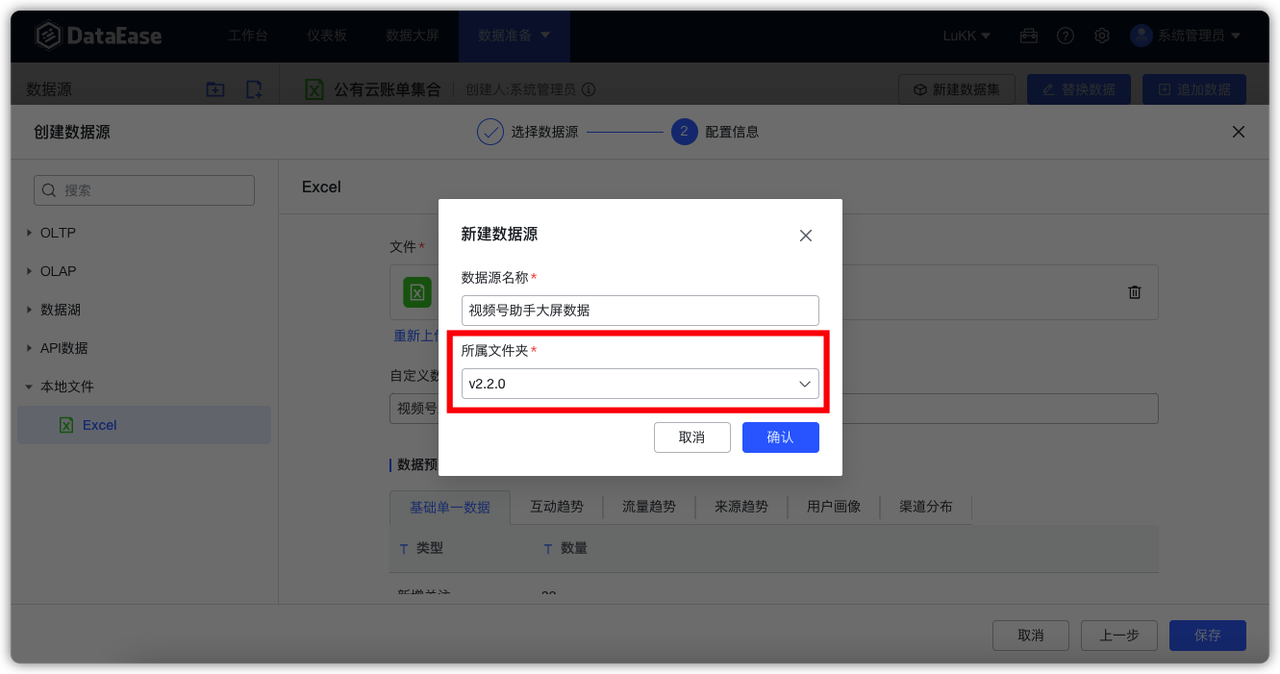 DataEase
工作台 仪表板 数据大屏 数据准备 LuKK 系统管理员
数据源 公有云账单集合 创建人:系统管理员 新建数据集 替换数据 追加数据
创建数据源 选择数据源 2 配置信息
搜索
OLTP
OLAP
数据湖
API数据
本地文件
Excel
Excel
文件*
重新上
自定义数
视频号
新建数据源
数据源名称*
视频号助手大屏数据
所属文件夹*
v2.2.0
取消 确认
数据预
基础单一数据 互动趋势 流量趋势 来源趋势 用户画像 渠道分布
T 类型 T 数量
取消 上一步 保存